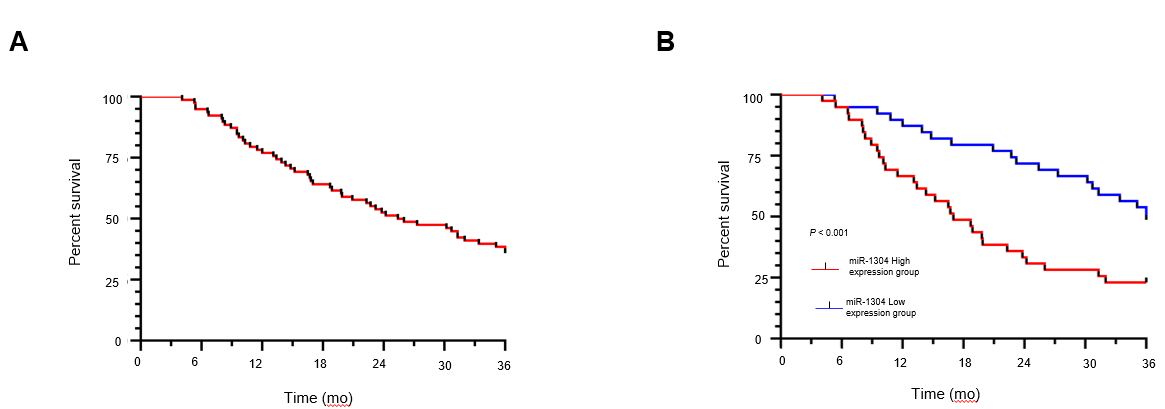 A
Percent survival
100
75
50
25
0
0 6 12 18 24 30 36
Time (mo)
B
Percent survival
100
75
50
25
0
P < 0.001
miR-1304 High
expression group
miR-1304 Low
expression group
0 6 12 18 24 30 36
Time (mo)